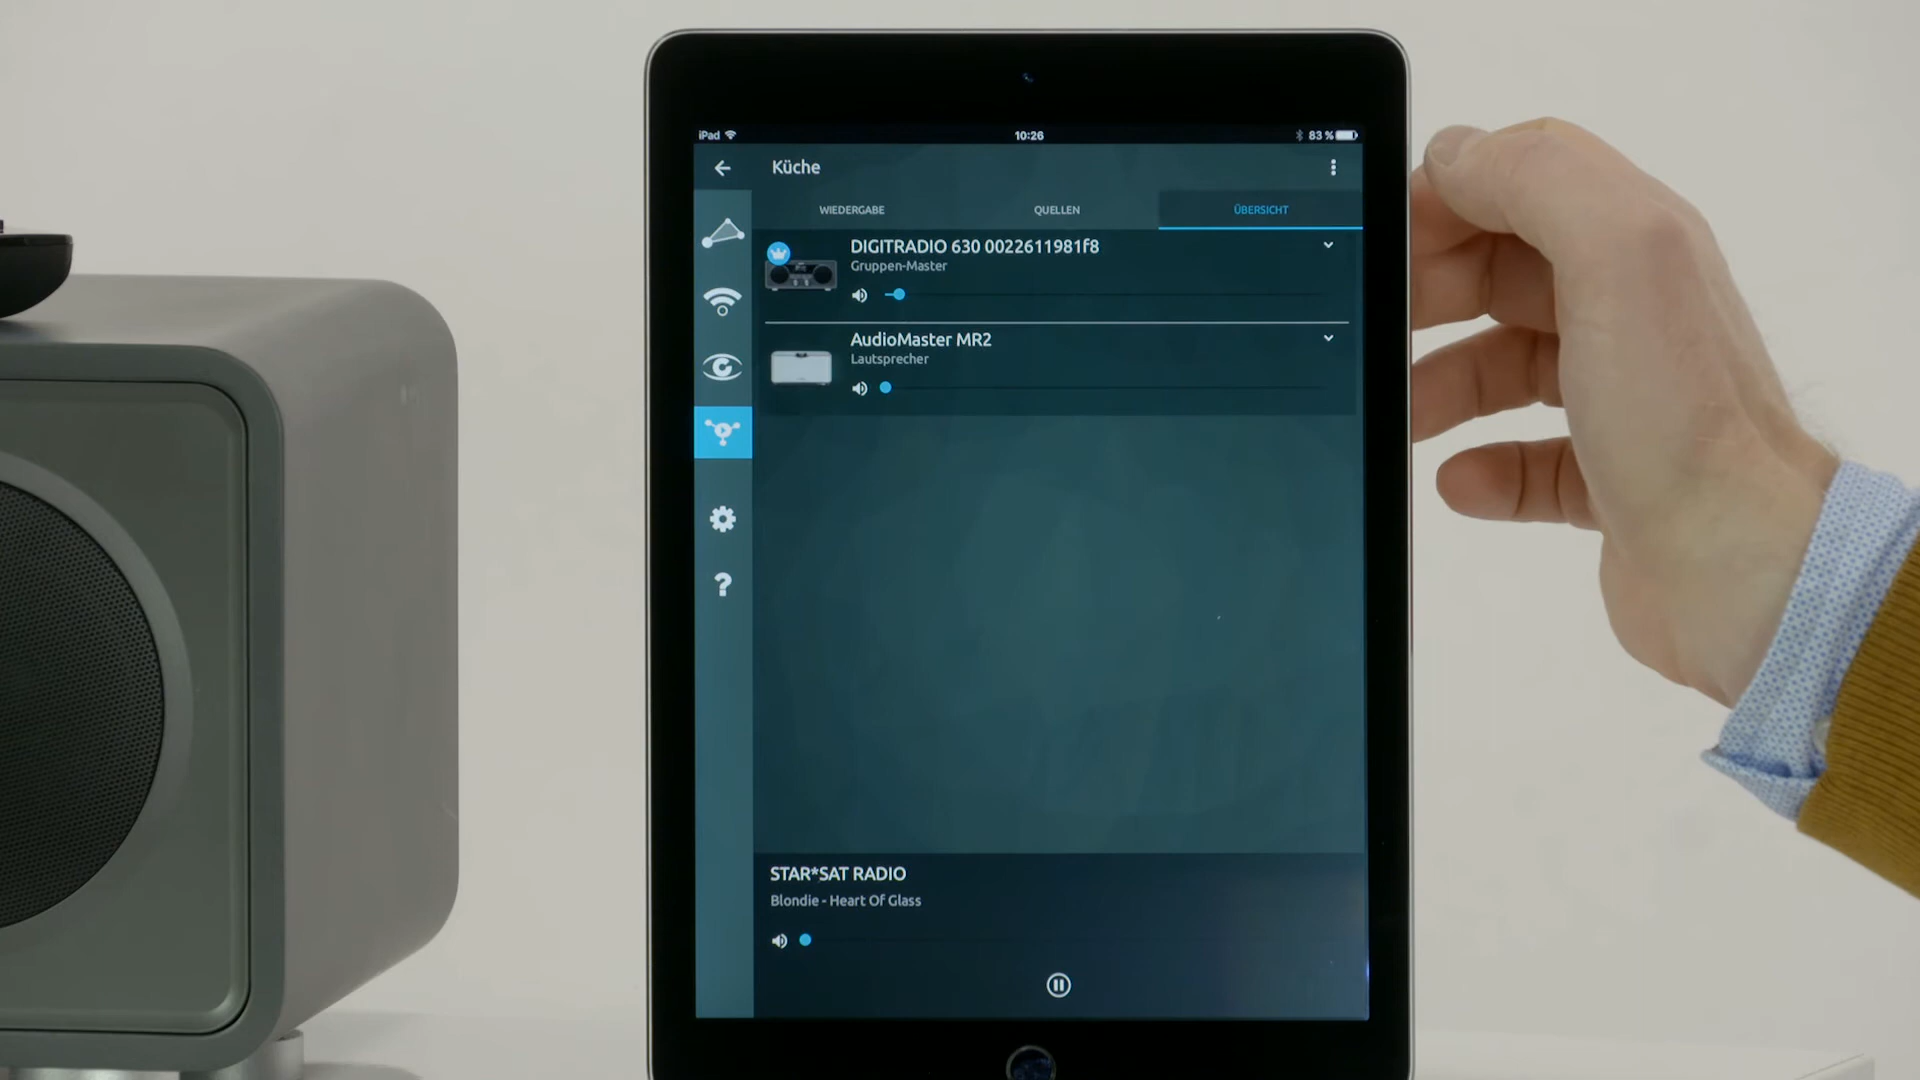 iPad
10:26
83 %
Küche
WIEDERGABE
QUELLEN
ÜBERSICHT
DIGITRADIO 630 0022611981f8
Gruppen-Master
AudioMaster MR2
Lautsprecher
STAR*SAT RADIO
Blondie - Heart Of Glass